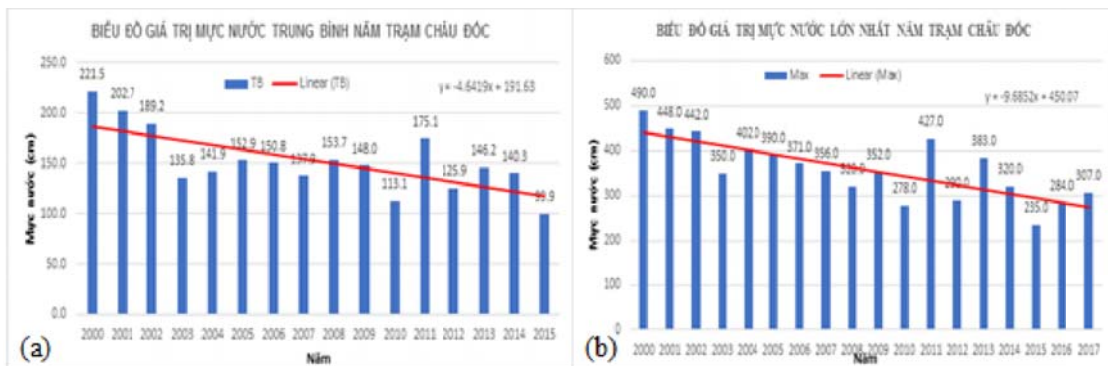 BIỂU ĐỒ GIÁ TRỊ MỰC NƯỚC TRUNG BÌNH NĂM TRẠM CHÂU ĐỐC
250.0
221.5
TB
Linear (TB)
y = -4.6419x + 191.63
202.7
200.0
189.2
175.1
152.9
150.8
153.7
148.0
146.2
150.0
135.8
141.9
140.3
125.9
113.1
99.9
100.0
50.0
0.0
Mực nước (cm)
2000 2001 2002 2003 2004 2005 2006 2007 2008 2009 2010 2011 2012 2013 2014 2015
Năm
(a)
BIỂU ĐỒ GIÁ TRỊ MỰC NƯỚC LỚN NHẤT NĂM TRẠM CHÂU ĐỐC
600
Max
Linear (Max)
y = -9.6852x + 450.07
490.0
500
448.0
442.0
427.0
402.0
390.0
383.0
400
371.0
350.0
356.0
352.0
320.0
307.0
300
278.0
290.0
284.0
235.0
200
100
0
Mực nước (cm)
2000 2001 2002 2003 2004 2005 2006 2007 2008 2009 2010 2011 2012 2013 2014 2015 2016 2017
Năm
(b)